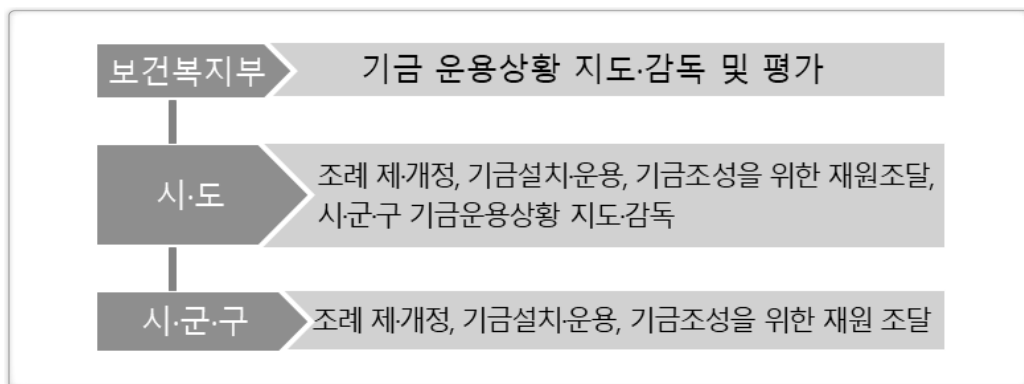 보건복지부
기금 운용상황 지도·감독 및 평가
시·도
조례 제·개정, 기금설치·운용, 기금조성을 위한 재원조달,
시·군·구 기금운용상황 지도·감독
시·군·구
조례 제·개정, 기금설치·운용, 기금조성을 위한 재원 조달